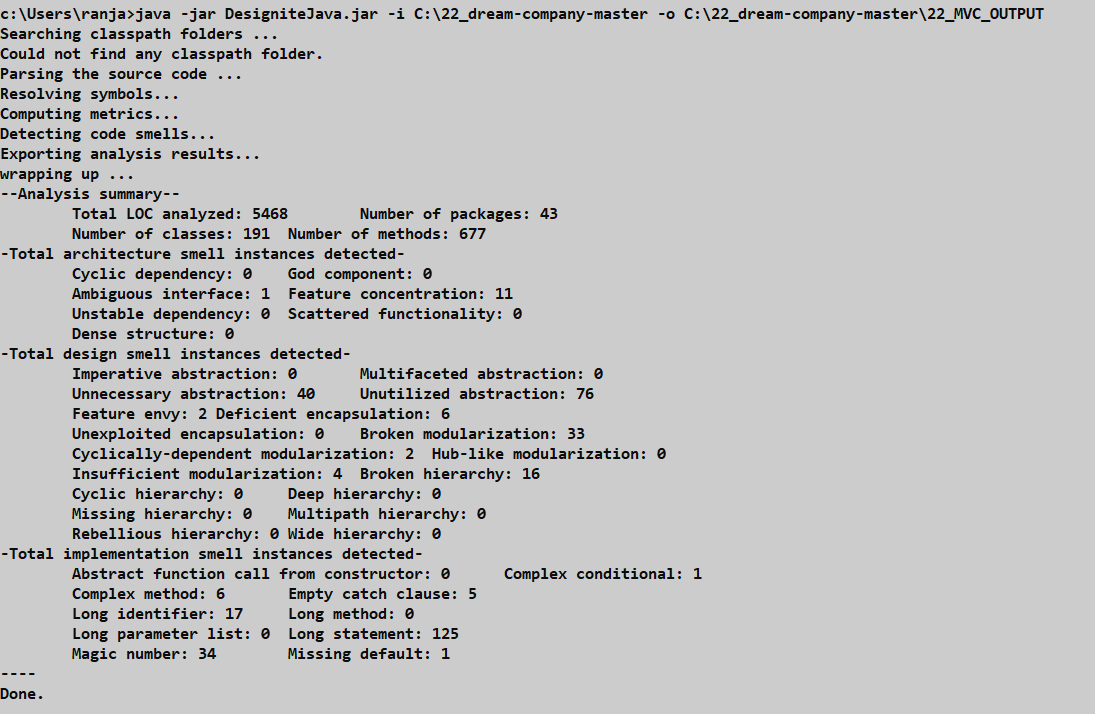 c:\Users\ranja>java -jar DesigniteJava.jar -i C:\22_dream-company-master -o C:\22_dream-company-master\22_MVC_OUTPUT
Searching classpath folders ...
Could not find any classpath folder.
Parsing the source code ...
Resolving symbols...
Computing metrics...
Detecting code smells...
Exporting analysis results...
wrapping up ...
--Analysis summary--
Total LOC analyzed: 5468 Number of packages: 43
Number of classes: 191 Number of methods: 677
-Total architecture smell instances detected-
Cyclic dependency: 0 God component: 0
Ambiguous interface: 1 Feature concentration: 11
Unstable dependency: 0 Scattered functionality: 0
Dense structure: 0
-Total design smell instances detected-
Imperative abstraction: 0 Multifaceted abstraction: 0
Unnecessary abstraction: 40 Unutilized abstraction: 76
Feature envy: 2 Deficient encapsulation: 6
Unexploited encapsulation: 0 Broken modularization: 33
Cyclically-dependent modularization: 2 Hub-like modularization: 0
Insufficient modularization: 4 Broken hierarchy: 16
Cyclic hierarchy: 0 Deep hierarchy: 0
Missing hierarchy: 0 Multipath hierarchy: 0
Rebellious hierarchy: 0 Wide hierarchy: 0
-Total implementation smell instances detected-
Abstract function call from constructor: 0 Complex conditional: 1
Complex method: 6 Empty catch clause: 5
Long identifier: 17 Long method: 0
Long parameter list: 0 Long statement: 125
Magic number: 34 Missing default: 1
----
Done.